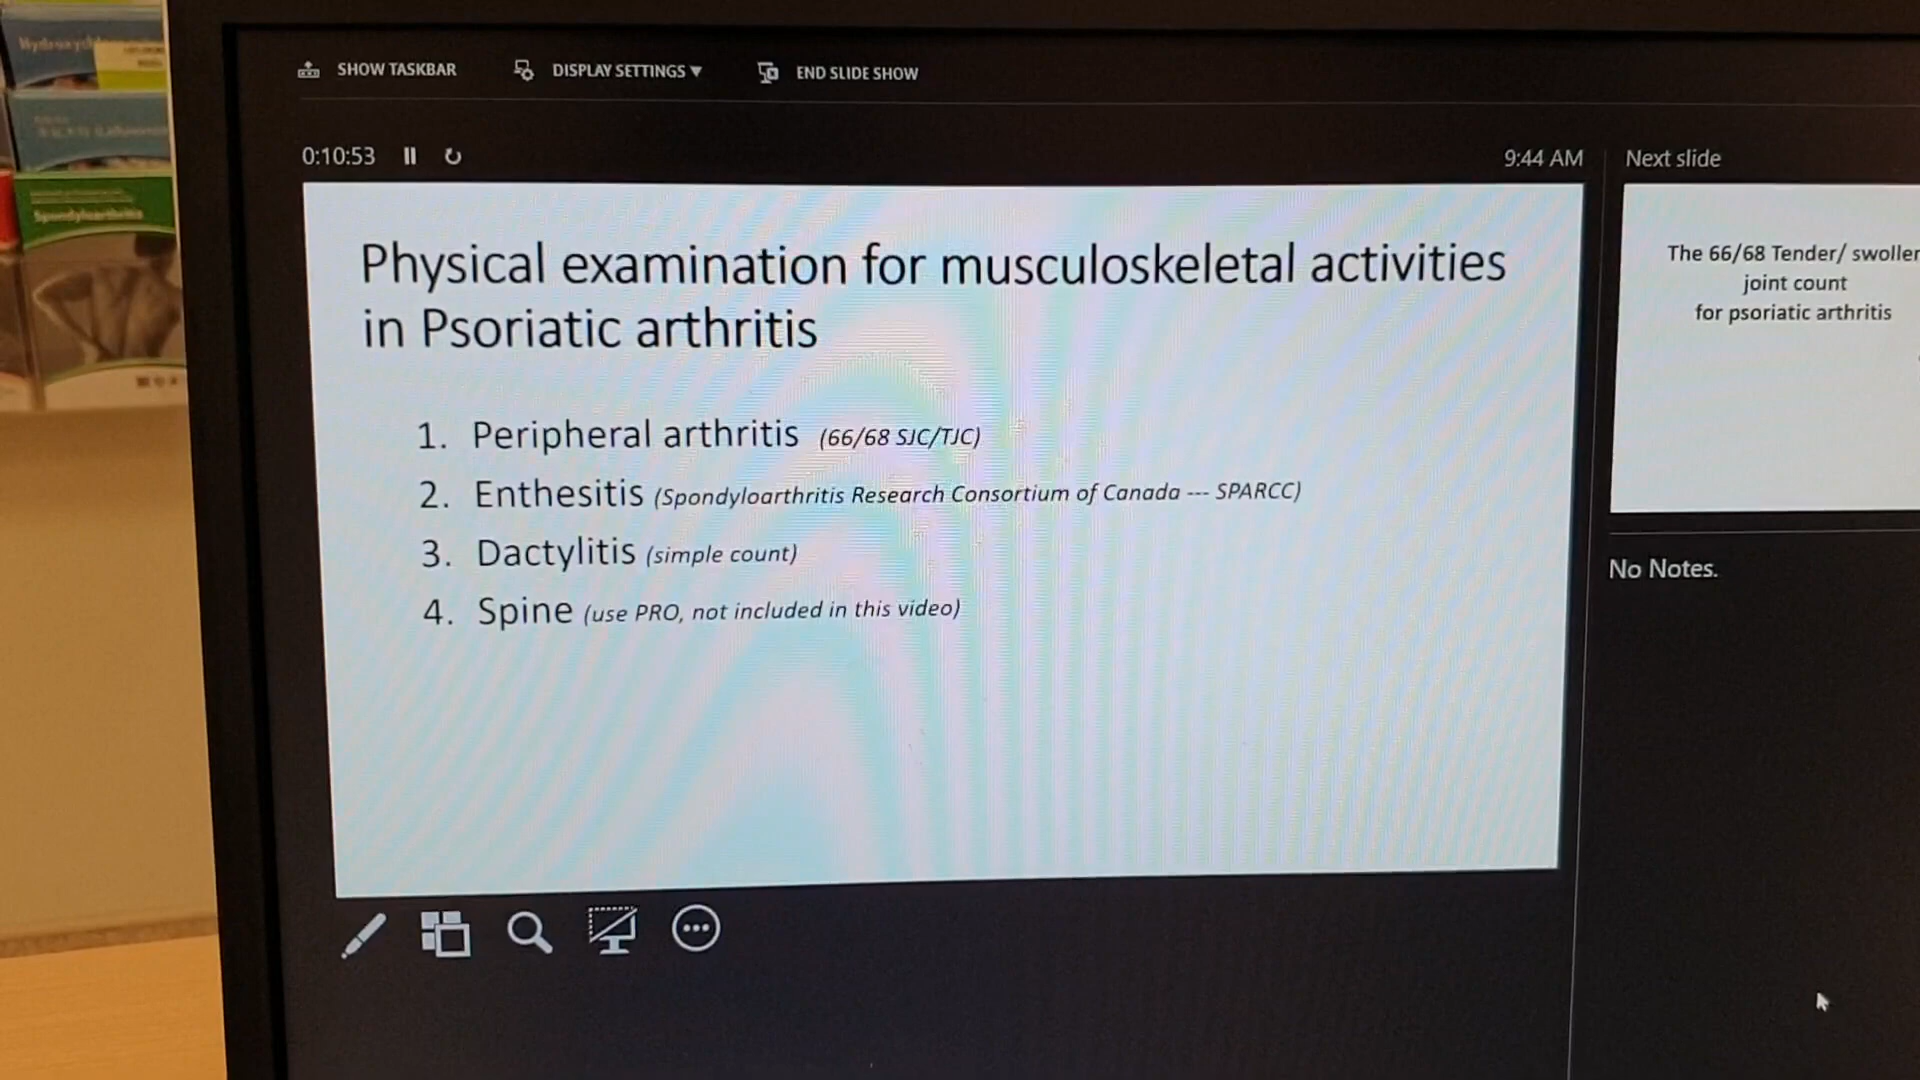 SHOW TASKBAR
DISPLAY SETTINGS ▼
END SLIDE SHOW
0:10:53
9:44 AM
Next slide
Physical examination for musculoskeletal activities
in Psoriatic arthritis
1. Peripheral arthritis (66/68 SJC/TJC)
2. Enthesitis (Spondyloarthritis Research Consortium of Canada --- SPARCC)
3. Dactylitis (simple count)
4. Spine (use PRO, not included in this video)
The 66/68 Tender/ swollen
joint count
for psoriatic arthritis
No Notes.
Spondyloarthritis